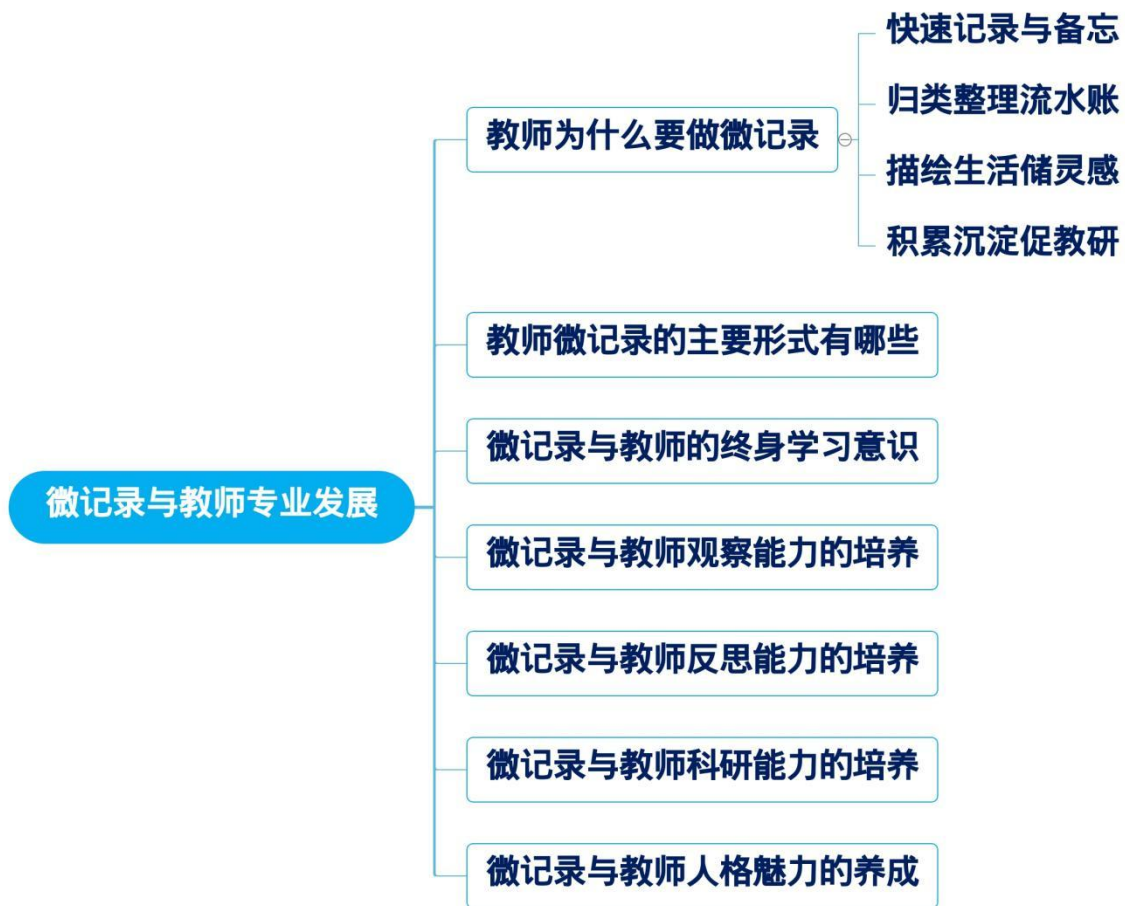 微记录与教师专业发展
教师为什么要做微记录
快速记录与备忘
归类整理流水账
描绘生活储灵感
积累沉淀促教研
教师微记录的主要形式有哪些
微记录与教师的终身学习意识
微记录与教师观察能力的培养
微记录与教师反思能力的培养
微记录与教师科研能力的培养
微记录与教师人格魅力的养成